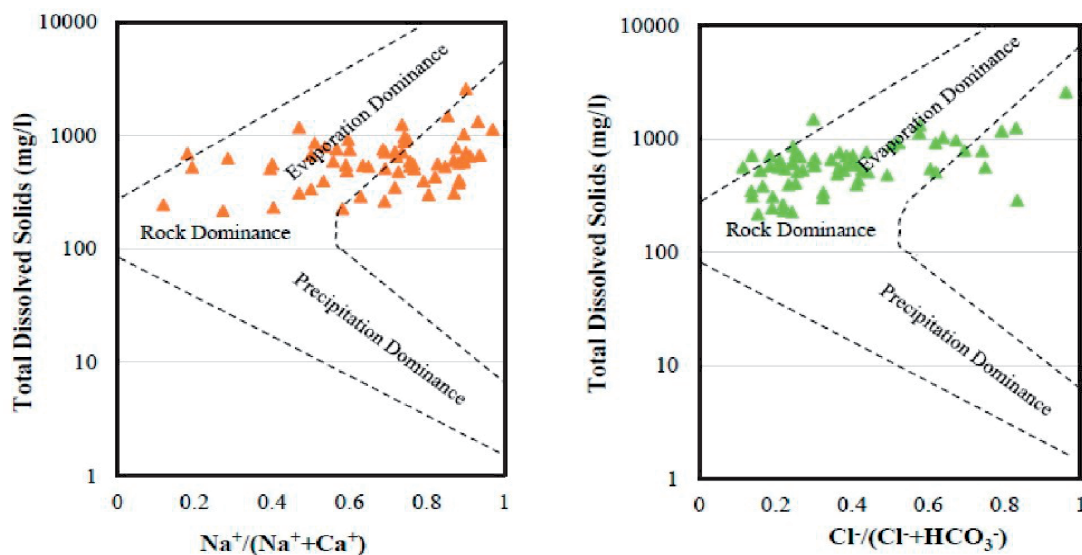 Total Dissolved Solids (mg/l)
10000
1000
100
10
1
Evaporation Dominance
Rock Dominance
Precipitation Dominance
0 0.2 0.4 0.6 0.8 1
Na⁺/(Na⁺+Ca⁺)
Total Dissolved Solids (mg/l)
10000
1000
100
10
1
Evaporation Dominance
Rock Dominance
Precipitation Dominance
0 0.2 0.4 0.6 0.8 1
Cl⁻/(Cl⁻+HCO₃⁻)